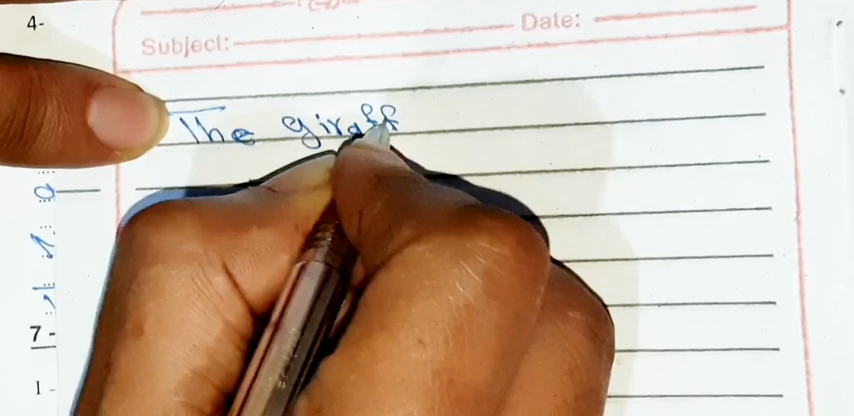 4-
Date:
Subject:
The giraff
7 -
1 -